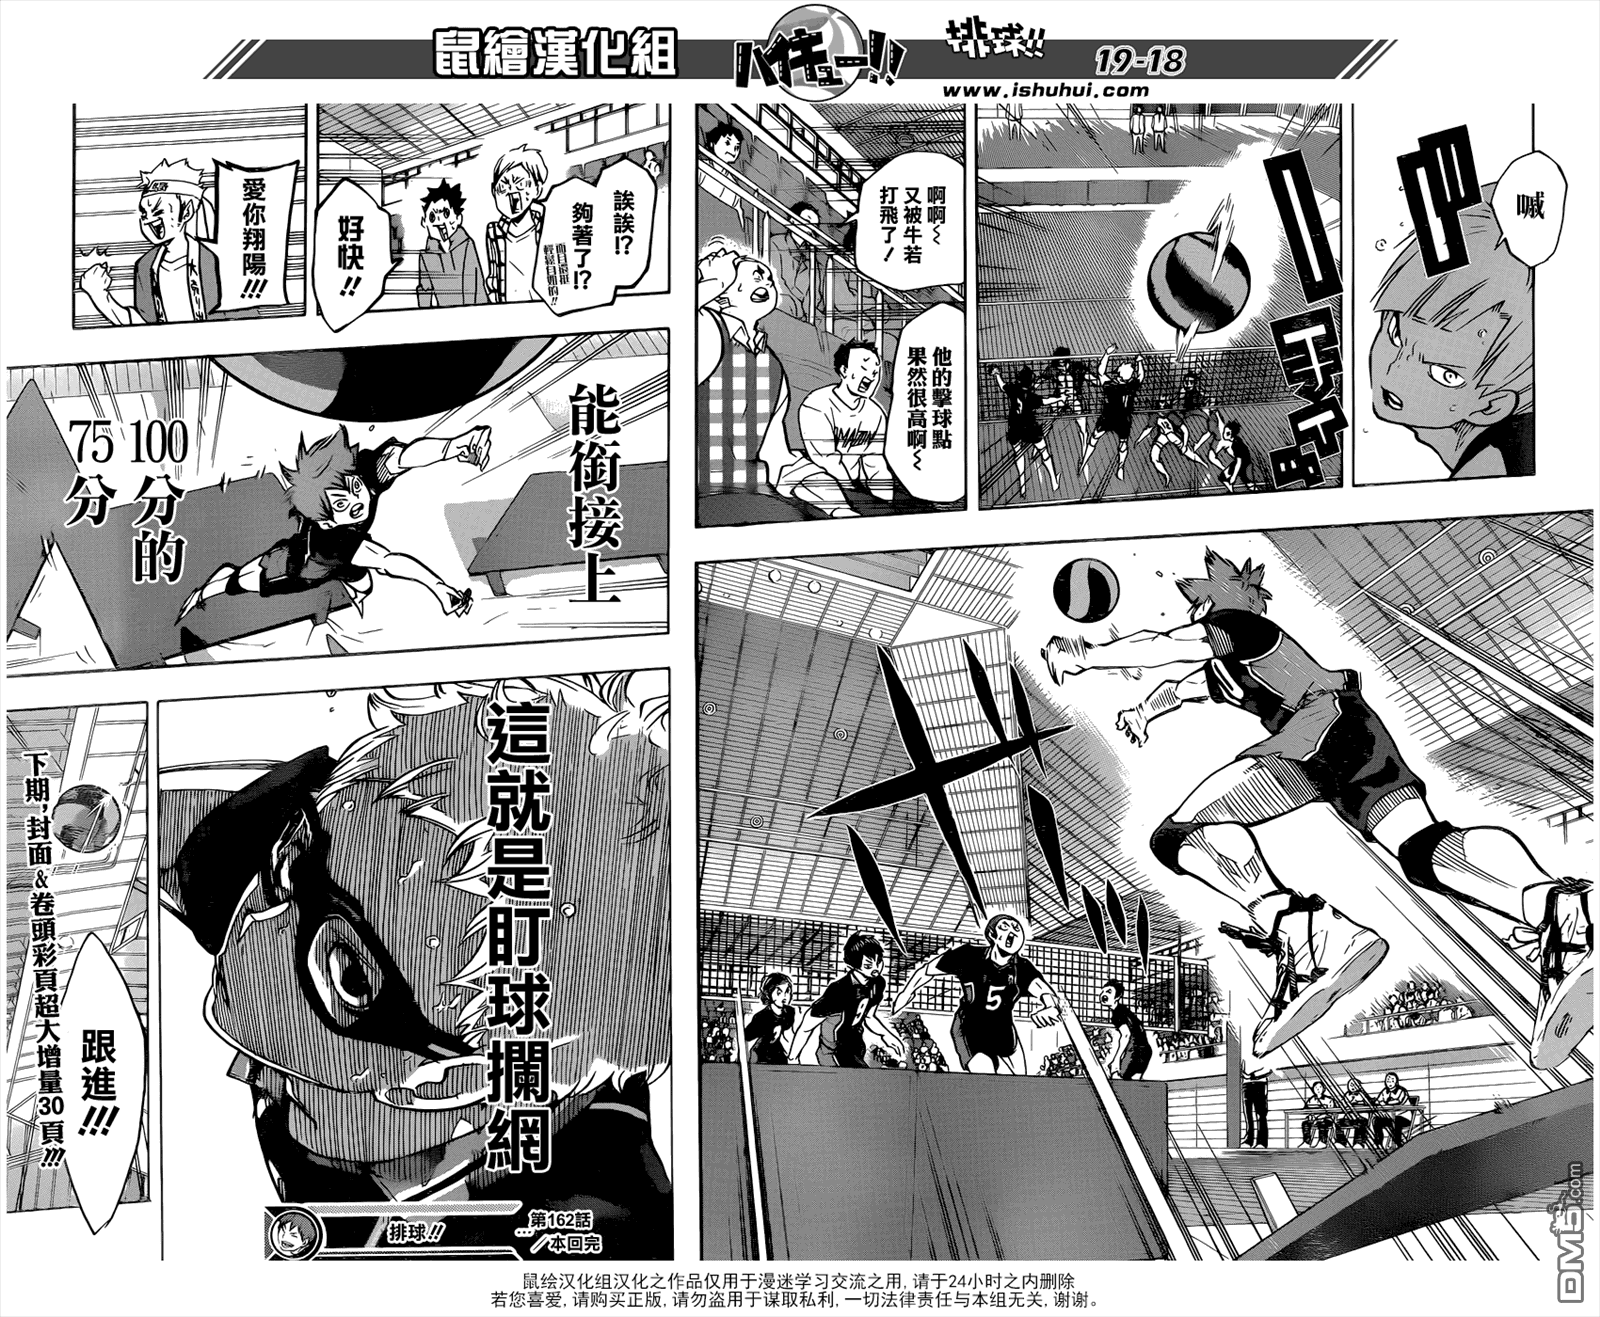 鼠繪漢化組
ハイキュー!!
排球!!
19-18
www.ishuhui.com
喊
啊啊~
又被牛若
打飛了!
他的擊球點
果然很高啊~
誒誒!?
夠著了!?
好快!!
愛你翔陽!!!
能銜接上
100分的
75分
5
這就是盯球攔網
跟進!!!
下期,封面&卷頭彩頁超大增量30頁!!!
排球!!
第162話
本回完
鼠绘汉化组汉化之作品仅用于漫迷学习交流之用,请于24小时之内删除
若您喜爱,请购买正版,请勿盗用于谋取私利,一切法律责任与本组无关,谢谢。
DM5.com